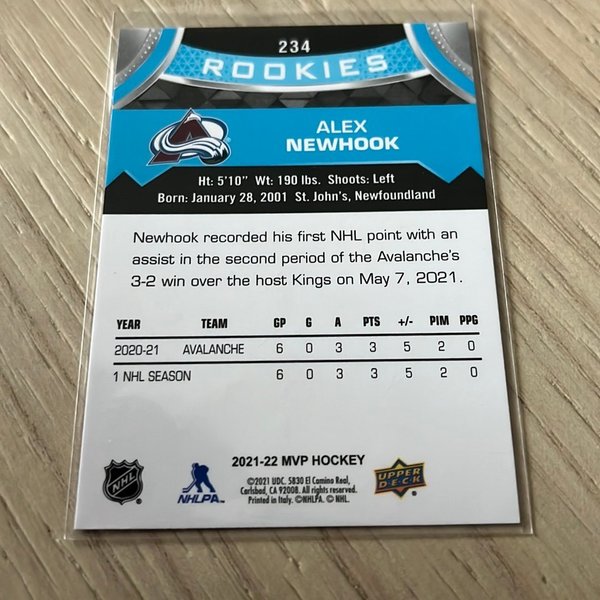 234
ROOKIES
ALEX
NEWHOOK
Ht: 5'10" Wt: 190 lbs. Shoots: Left
Born: January 28, 2001 St. John's, Newfoundland
Newhook recorded his first NHL point with an
assist in the second period of the Avalanche's
3-2 win over the host Kings on May 7, 2021.
YEAR TEAM GP G A PTS +/- PIM PPG
2020-21 AVALANCHE 6 0 3 3 5 2 0
1 NHL SEASON 6 0 3 3 5 2 0
2021-22 MVP HOCKEY
©2021 UDC. 5830 El Camino Real,
Carlsbad, CA 92008. All rights reserved.
Printed in Italy. ©NHLPA. © NHL.
NHL
NHLPA
UPPER
DECK